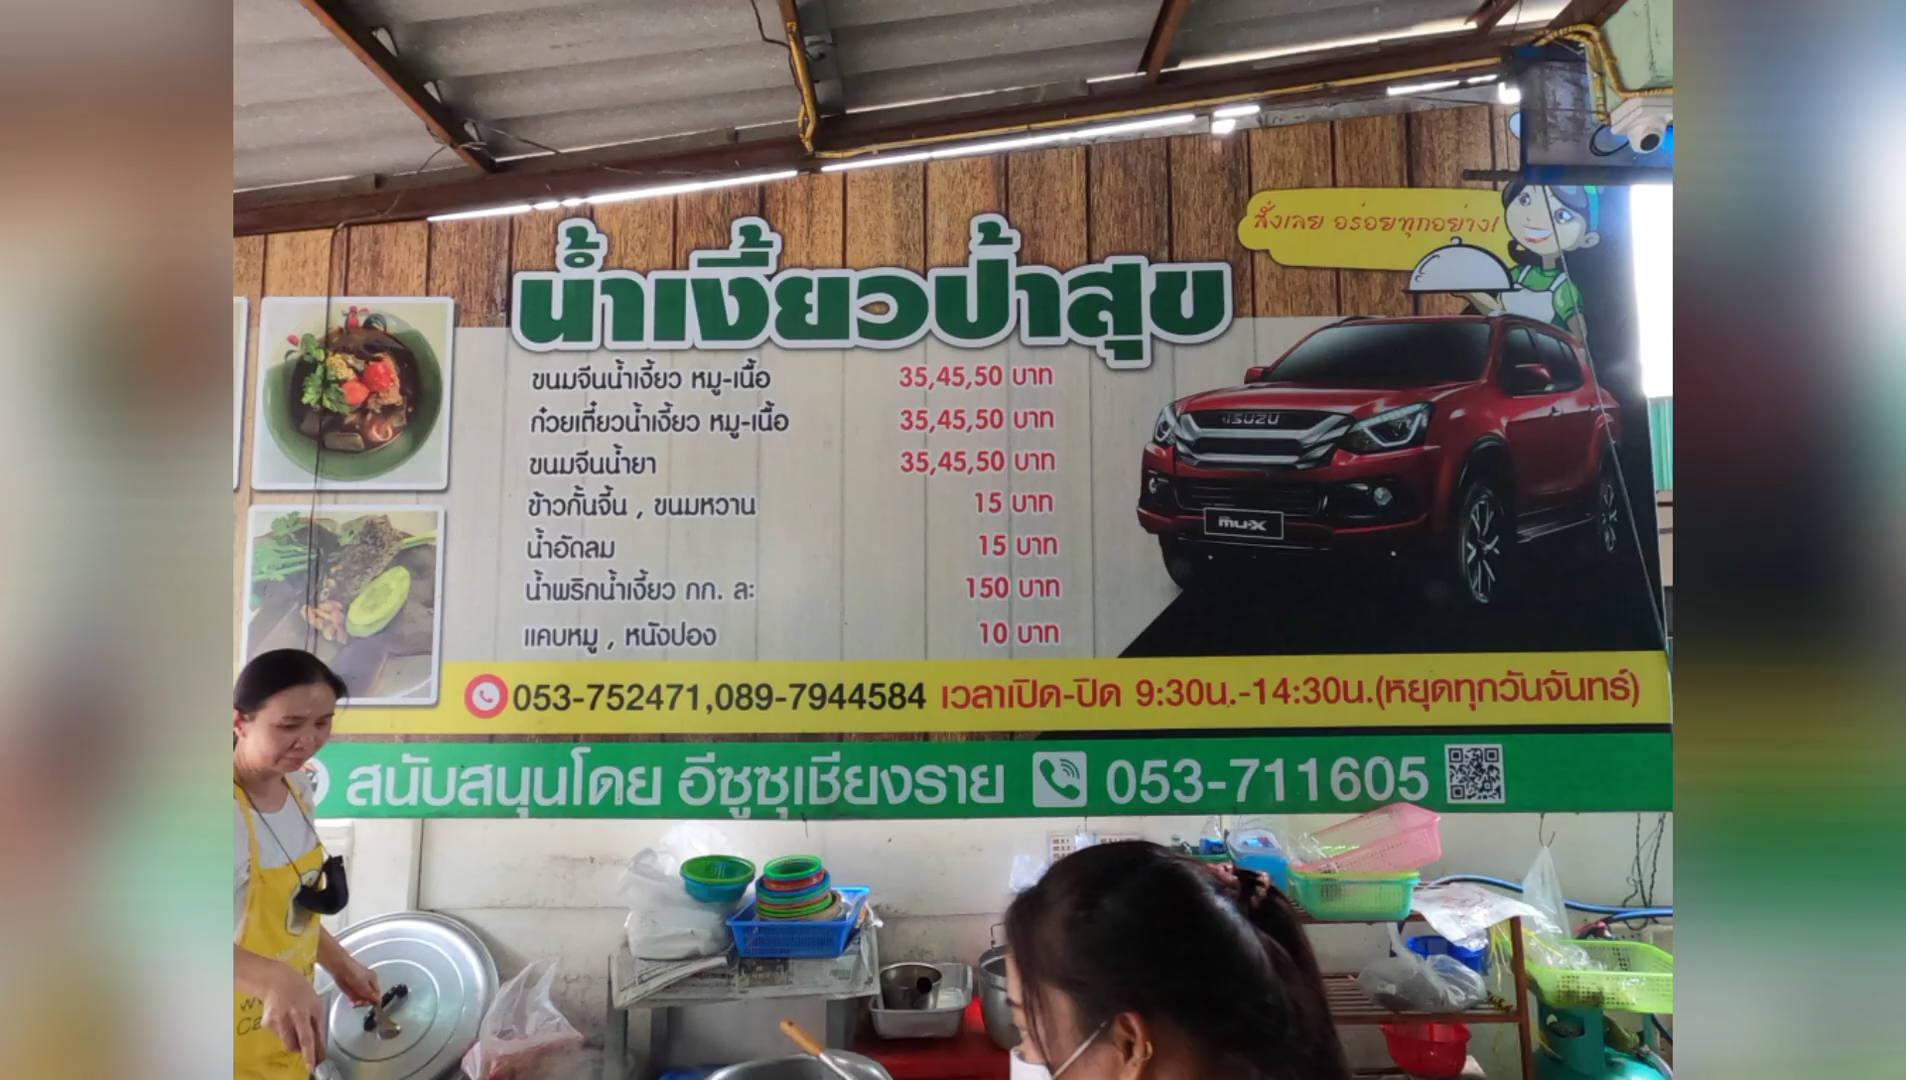 สั่งเลย อร่อยทุกอย่าง!
น้ำเงี้ยวป้าสุข
ขนมจีนน้ำเงี้ยว หมู-เนื้อ 35,45,50 บาท
ก๋วยเตี๋ยวน้ำเงี้ยว หมู-เนื้อ 35,45,50 บาท
ขนมจีนน้ำยา 35,45,50 บาท
ข้าวกั้นจิ้น , ขนมหวาน 15 บาท
น้ำอัดลม 15 บาท
น้ำพริกน้ำเงี้ยว กก. ละ 150 บาท
แคบหมู , หนังปอง 10 บาท
ISUZU
mu-x
053-752471,089-7944584 เวลาเปิด-ปิด 9:30น.-14:30น.(หยุดทุกวันจันทร์)
สนับสนุนโดย อีซูซุเชียงราย 053-711605